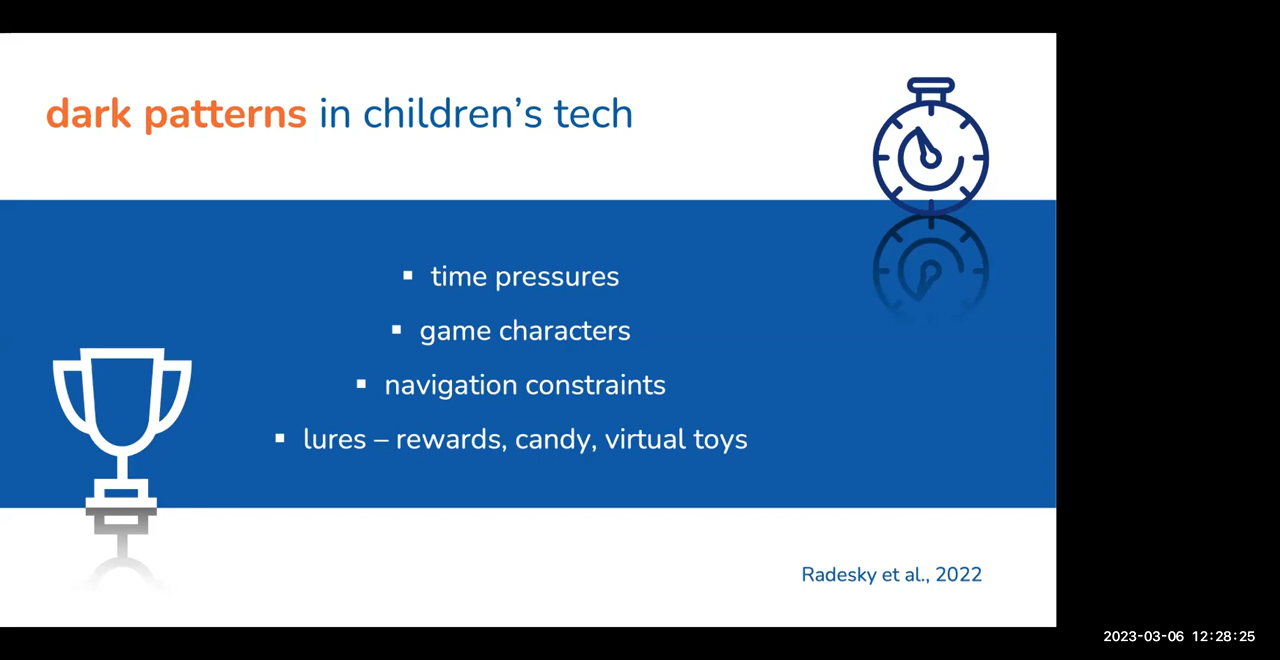 dark patterns in children’s tech
▪ time pressures
▪ game characters
▪ navigation constraints
▪ lures – rewards, candy, virtual toys
Radesky et al., 2022
2023-03-06 12:28:25